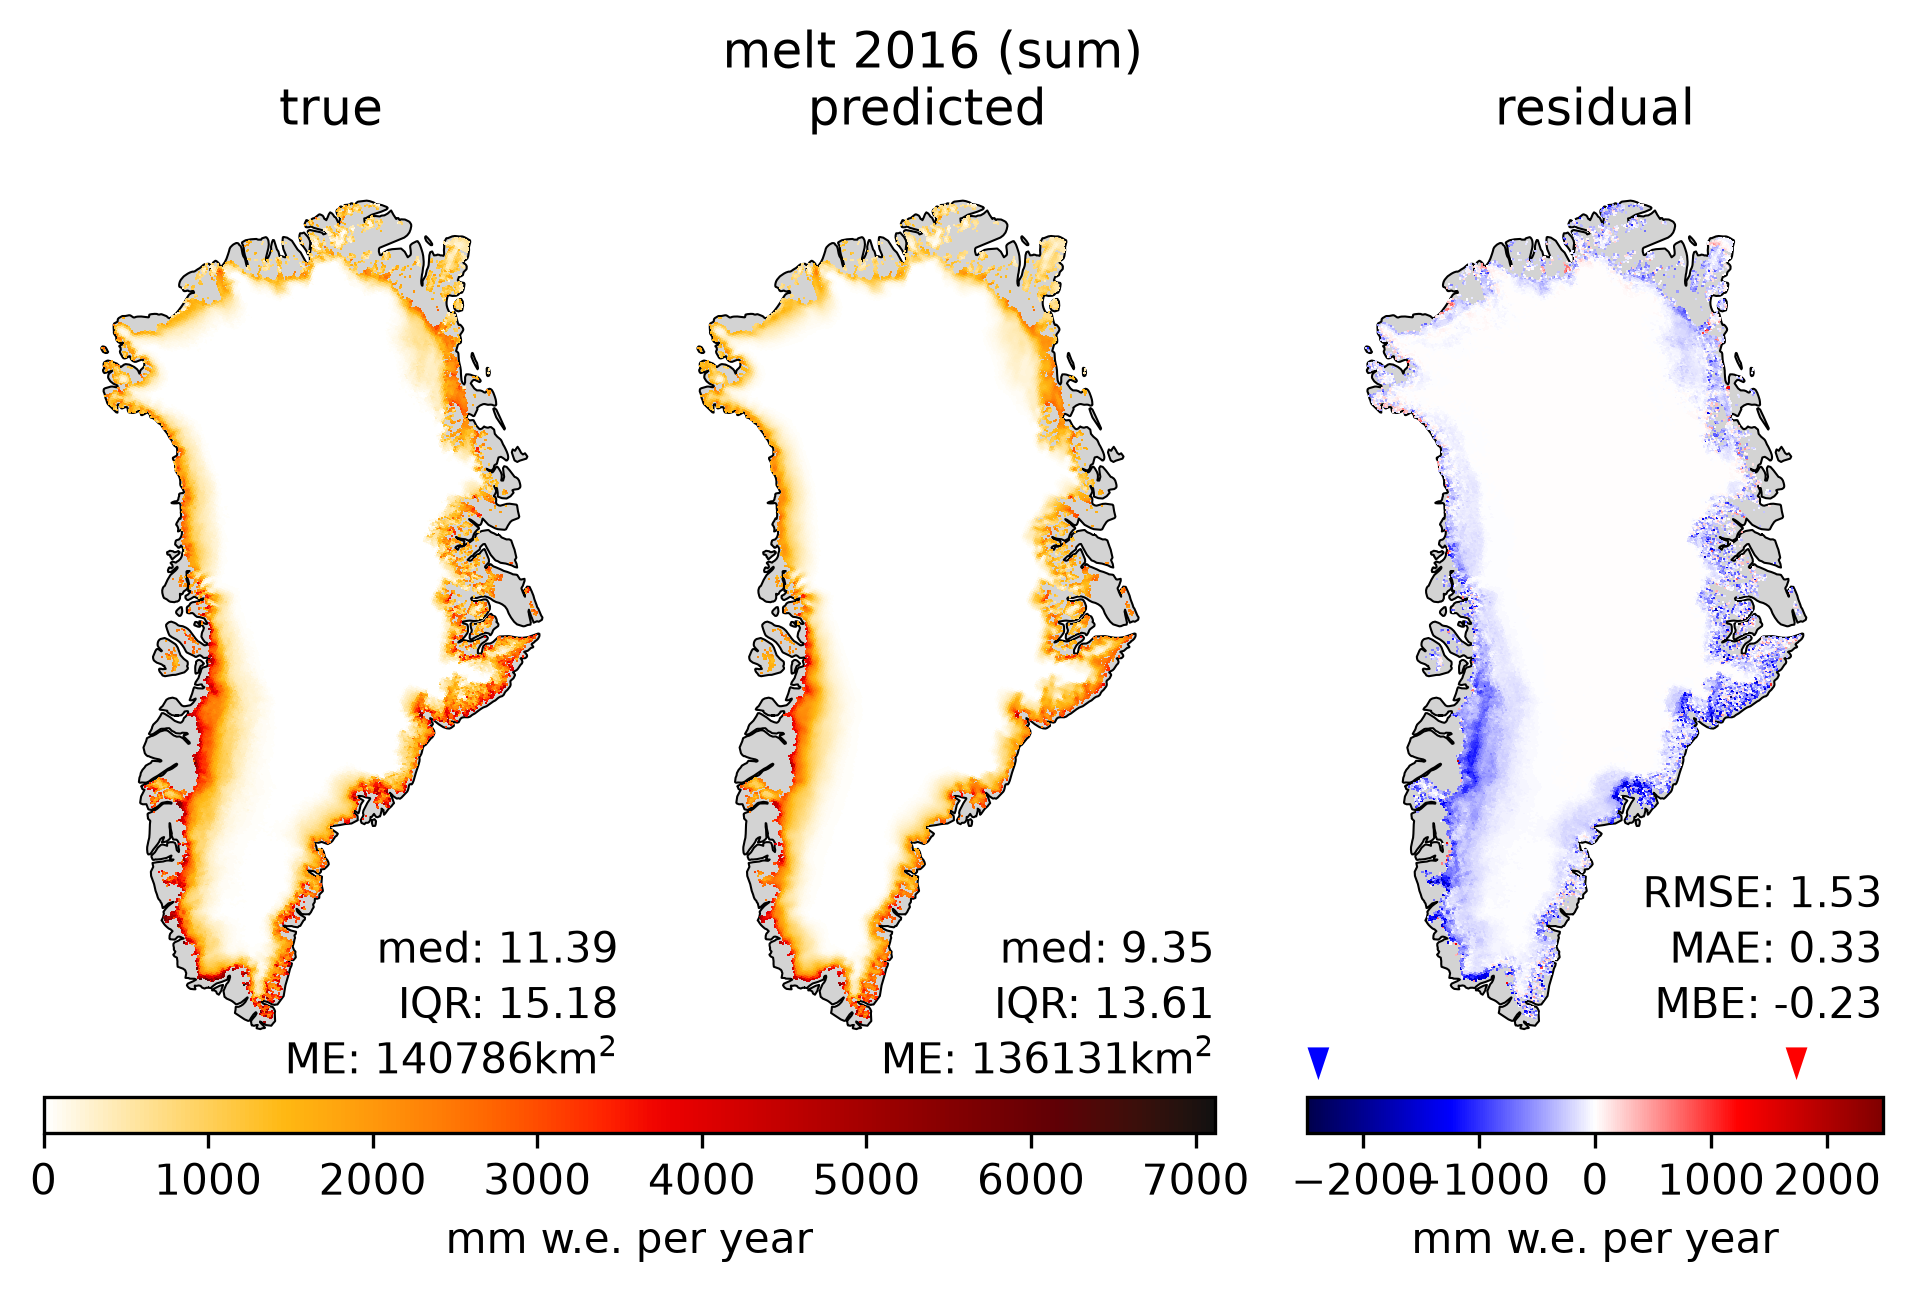 melt 2016 (sum)
true
predicted
residual
med: 11.39
IQR: 15.18
ME: 140786km²
med: 9.35
IQR: 13.61
ME: 136131km²
RMSE: 1.53
MAE: 0.33
MBE: -0.23
0 1000 2000 3000 4000 5000 6000 7000
mm w.e. per year
−2000 −1000 0 1000 2000
mm w.e. per year